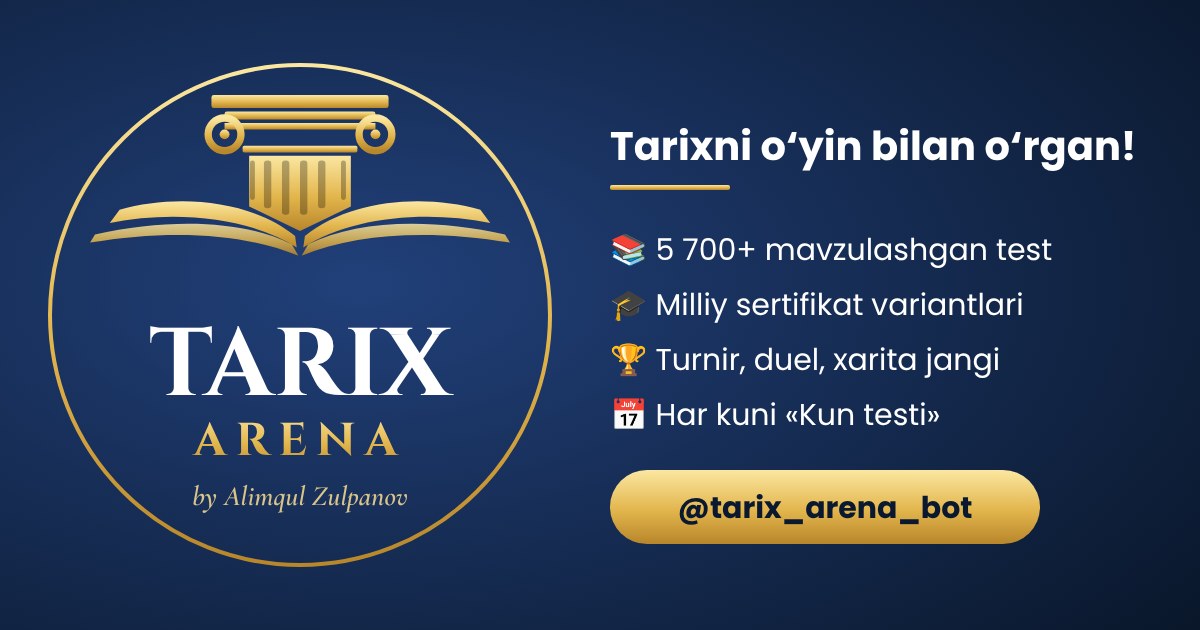 TARIX
ARENA
by Alimqul Zulpanov
Tarixni o‘yin bilan o‘rgan!
📚 5 700+ mavzulashgan test
🎓 Milliy sertifikat variantlari
🏆 Turnir, duel, xarita jangi
📅 Har kuni «Kun testi»
@tarix_arena_bot